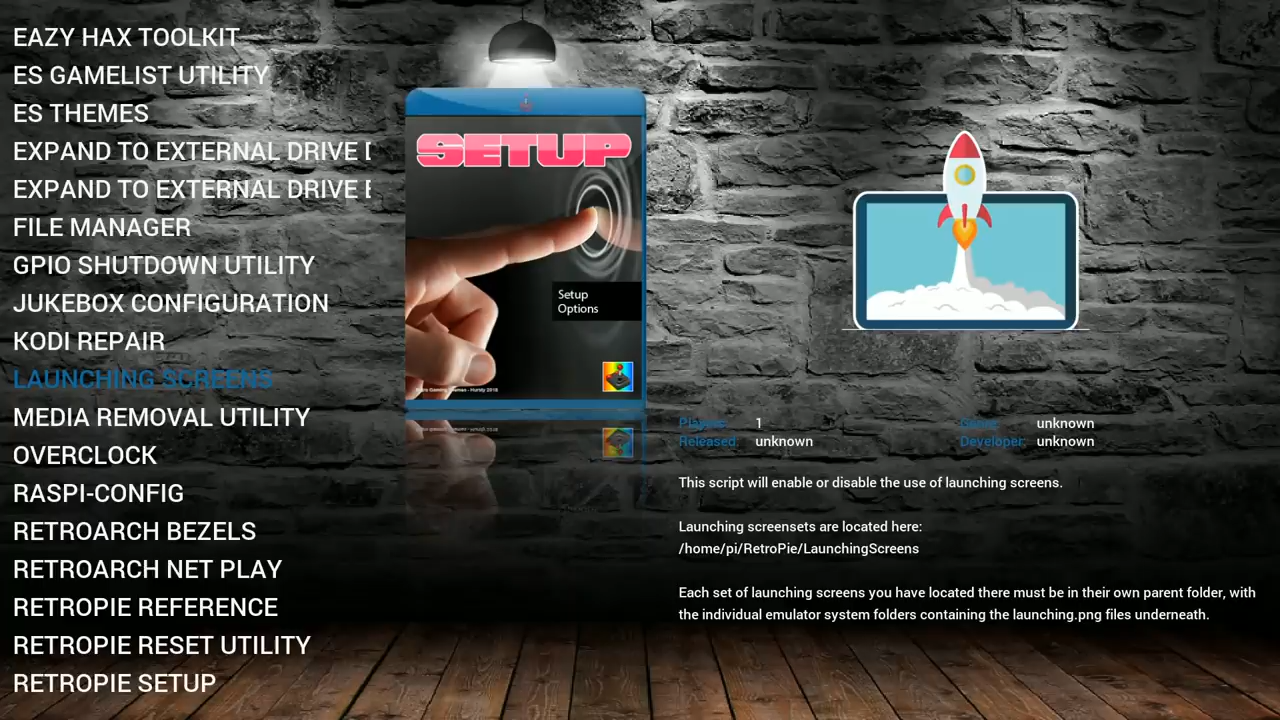 EAZY HAX TOOLKIT
ES GAMELIST UTILITY
ES THEMES
EXPAND TO EXTERNAL DRIVE
EXPAND TO EXTERNAL DRIVE
FILE MANAGER
GPIO SHUTDOWN UTILITY
JUKEBOX CONFIGURATION
KODI REPAIR
LAUNCHING SCREENS
MEDIA REMOVAL UTILITY
OVERCLOCK
RASPI-CONFIG
RETROARCH BEZELS
RETROARCH NET PLAY
RETROPIE REFERENCE
RETROPIE RESET UTILITY
RETROPIE SETUP
SETUP
Setup
Options
Players: 1 Genre: unknown
Released: unknown Developer: unknown
This script will enable or disable the use of launching screens.
Launching screensets are located here:
/home/pi/RetroPie/LaunchingScreens
Each set of launching screens you have located there must be in their own parent folder, with
the individual emulator system folders containing the launching.png files underneath.